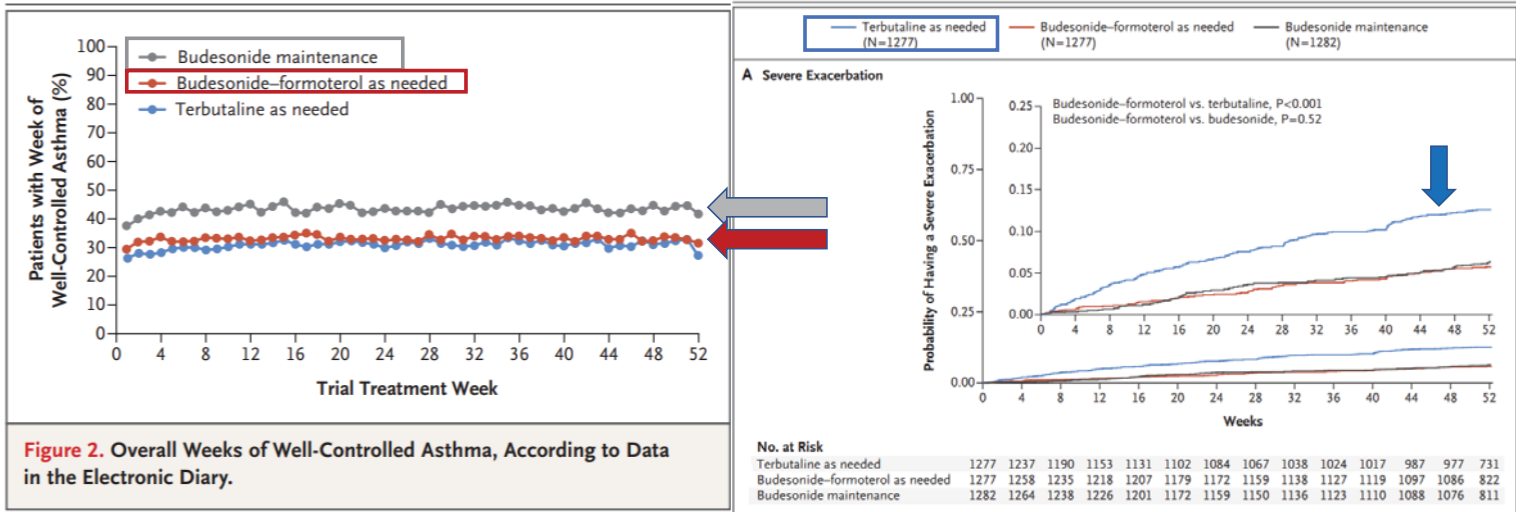 100
90
80
70
60
50
40
30
20
10
0
Patients with Week of
Well-Controlled Asthma (%)
Budesonide maintenance
Budesonide–formoterol as needed
Terbutaline as needed
0 4 8 12 16 20 24 28 32 36 40 44 48 52
Trial Treatment Week
Figure 2. Overall Weeks of Well-Controlled Asthma, According to Data
in the Electronic Diary.
Terbutaline as needed
(N=1277)
Budesonide–formoterol as needed
(N=1277)
Budesonide maintenance
(N=1282)
A Severe Exacerbation
Probability of Having a Severe Exacerbation
1.00
0.75
0.50
0.25
0.00
0.25
0.20
0.15
0.10
0.05
0.00
Budesonide–formoterol vs. terbutaline, P<0.001
Budesonide–formoterol vs. budesonide, P=0.52
0 4 8 12 16 20 24 28 32 36 40 44 48 52
0 4 8 12 16 20 24 28 32 36 40 44 48 52
Weeks
No. at Risk
Terbutaline as needed 1277 1237 1190 1153 1131 1102 1084 1067 1038 1024 1017 987 977 731
Budesonide–formoterol as needed 1277 1258 1235 1218 1207 1179 1172 1159 1138 1127 1119 1097 1086 822
Budesonide maintenance 1282 1264 1238 1226 1201 1172 1159 1150 1136 1123 1110 1088 1076 811